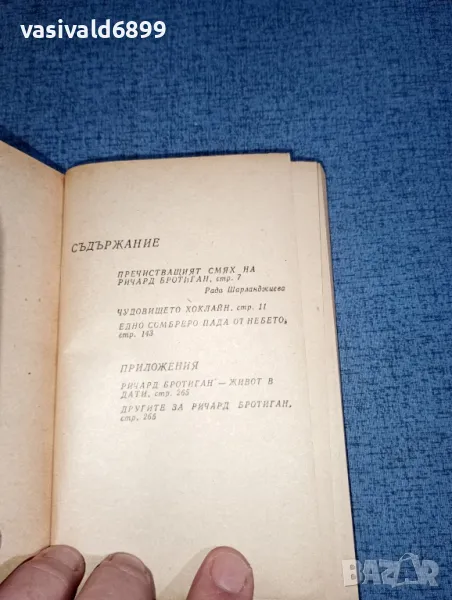 vasivald6899
СЪДЪРЖАНИЕ
ПРЕЧИСТВАЩИЯТ СМЯХ НА
РИЧАРД БРОТИГАН, стр. 7
Рада Шарланджиева
ЧУДОВИЩЕТО ХОКЛАЙН, стр. 11
ЕДНО СОМБРЕРО ПАДА ОТ НЕБЕТО,
стр. 143
ПРИЛОЖЕНИЯ
РИЧАРД БРОТИГАН — ЖИВОТ В
ДАТИ, стр. 265
ДРУГИТЕ ЗА РИЧАРД БРОТИГАН,
стр. 268
BAZAR